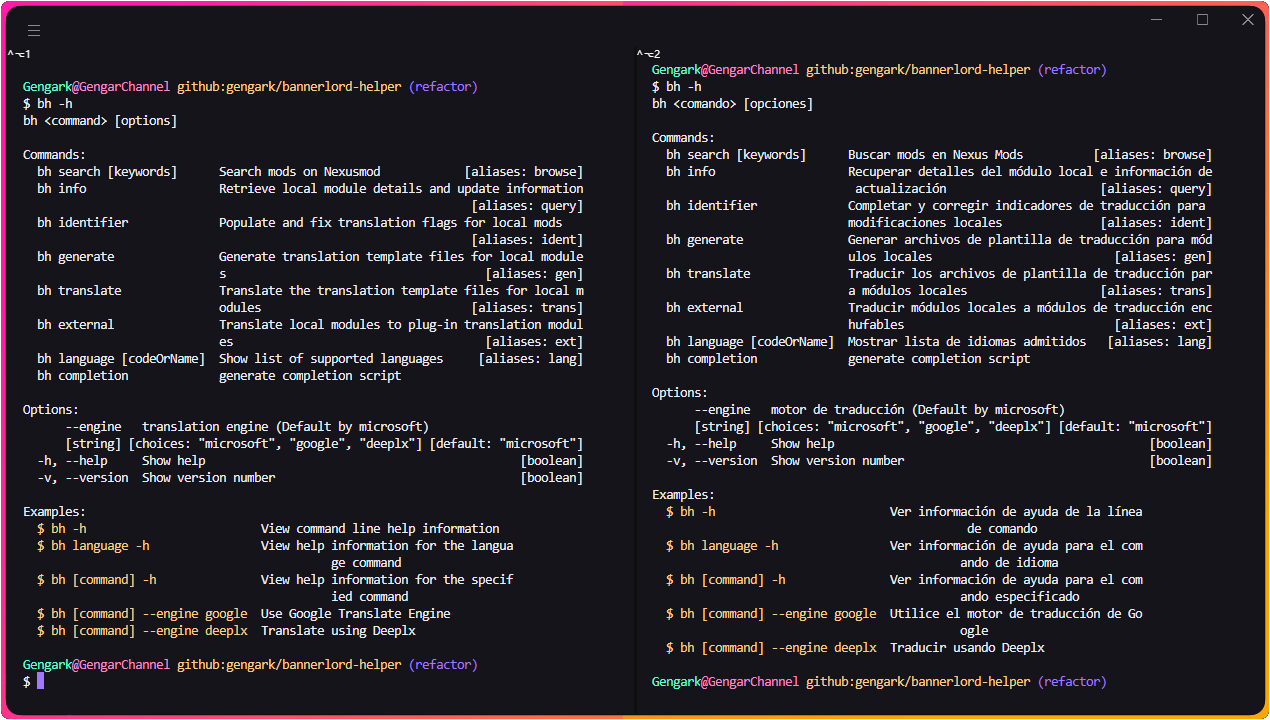 ^⌥1
Gengark@GengarChannel github:gengark/bannerlord-helper (refactor)
$ bh -h
bh <command> [options]
Commands:
bh search [keywords] Search mods on Nexusmod [aliases: browse]
bh info Retrieve local module details and update information
[aliases: query]
bh identifier Populate and fix translation flags for local mods
[aliases: ident]
bh generate Generate translation template files for local module
s [aliases: gen]
bh translate Translate the translation template files for local m
odules [aliases: trans]
bh external Translate local modules to plug-in translation modul
es [aliases: ext]
bh language [codeOrName] Show list of supported languages [aliases: lang]
bh completion generate completion script
Options:
--engine translation engine (Default by microsoft)
[string] [choices: "microsoft", "google", "deeplx"] [default: "microsoft"]
-h, --help Show help [boolean]
-v, --version Show version number [boolean]
Examples:
$ bh -h View command line help information
$ bh language -h View help information for the langua
ge command
$ bh [command] -h View help information for the specif
ied command
$ bh [command] --engine google Use Google Translate Engine
$ bh [command] --engine deeplx Translate using Deeplx
Gengark@GengarChannel github:gengark/bannerlord-helper (refactor)
$
^⌥2
Gengark@GengarChannel github:gengark/bannerlord-helper (refactor)
$ bh -h
bh <comando> [opciones]
Commands:
bh search [keywords] Buscar mods en Nexus Mods [aliases: browse]
bh info Recuperar detalles del módulo local e información de
actualización [aliases: query]
bh identifier Completar y corregir indicadores de traducción para
modificaciones locales [aliases: ident]
bh generate Generar archivos de plantilla de traducción para mód
ulos locales [aliases: gen]
bh translate Traducir los archivos de plantilla de traducción par
a módulos locales [aliases: trans]
bh external Traducir módulos locales a módulos de traducción enc
hufables [aliases: ext]
bh language [codeOrName] Mostrar lista de idiomas admitidos [aliases: lang]
bh completion generate completion script
Options:
--engine motor de traducción (Default by microsoft)
[string] [choices: "microsoft", "google", "deeplx"] [default: "microsoft"]
-h, --help Show help [boolean]
-v, --version Show version number [boolean]
Examples:
$ bh -h Ver información de ayuda de la línea
de comando
$ bh language -h Ver información de ayuda para el com
ando de idioma
$ bh [command] -h Ver información de ayuda para el com
ando especificado
$ bh [command] --engine google Utilice el motor de traducción de Go
ogle
$ bh [command] --engine deeplx Traducir usando Deeplx
Gengark@GengarChannel github:gengark/bannerlord-helper (refactor)